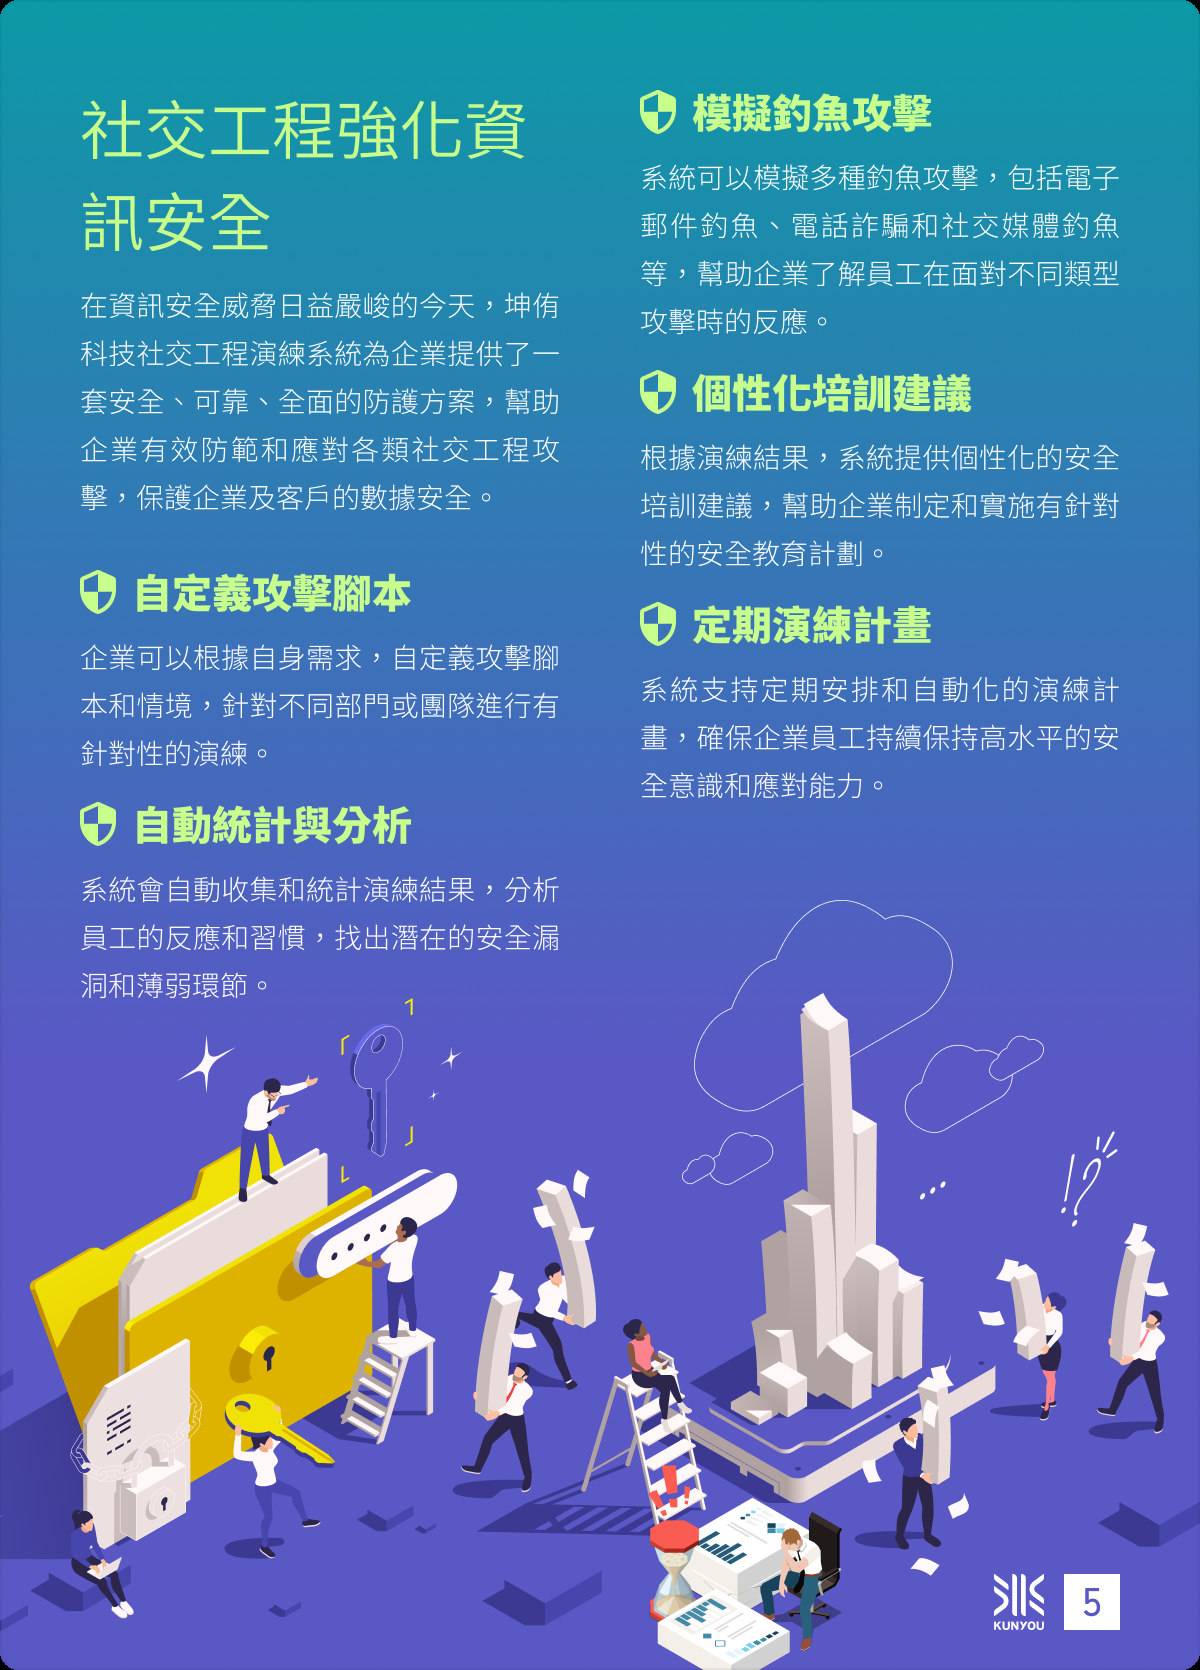 社交工程強化資
訊安全
在資訊安全威脅日益嚴峻的今天，坤侑
科技社交工程演練系統為企業提供了一
套安全、可靠、全面的防護方案，幫助
企業有效防範和應對各類社交工程攻
擊，保護企業及客戶的數據安全。
自定義攻擊腳本
企業可以根據自身需求，自定義攻擊腳
本和情境，針對不同部門或團隊進行有
針對性的演練。
自動統計與分析
系統會自動收集和統計演練結果，分析
員工的反應和習慣，找出潛在的安全漏
洞和薄弱環節。
模擬釣魚攻擊
系統可以模擬多種釣魚攻擊，包括電子
郵件釣魚、電話詐騙和社交媒體釣魚
等，幫助企業了解員工在面對不同類型
攻擊時的反應。
個性化培訓建議
根據演練結果，系統提供個性化的安全
培訓建議，幫助企業制定和實施有針對
性的安全教育計劃。
定期演練計畫
系統支持定期安排和自動化的演練計
畫，確保企業員工持續保持高水平的安
全意識和應對能力。
!?
KUNYOU
5